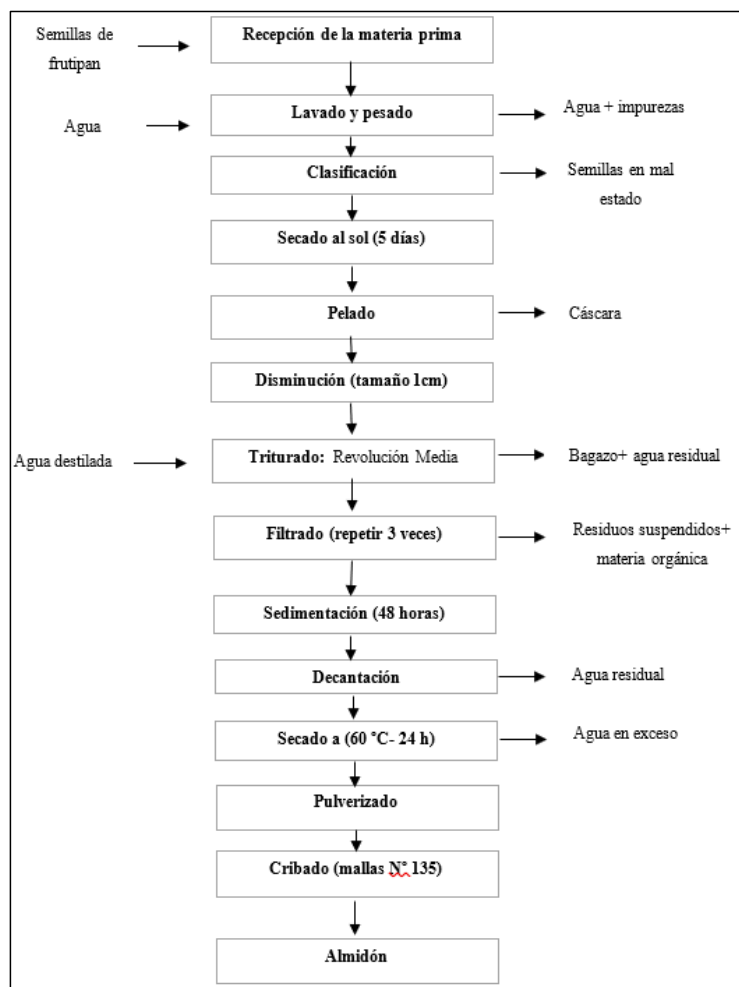 Semillas de
frutipan
Recepción de la materia prima
Agua
Lavado y pesado
Agua + impurezas
Clasificación
Semillas en mal
estado
Secado al sol (5 días)
Pelado
Cáscara
Disminución (tamaño 1cm)
Agua destilada
Triturado: Revolución Media
Bagazo+ agua residual
Filtrado (repetir 3 veces)
Residuos suspendidos+
materia orgánica
Sedimentación (48 horas)
Decantación
Agua residual
Secado a (60 °C- 24 h)
Agua en exceso
Pulverizado
Cribado (mallas N° 135)
Almidón